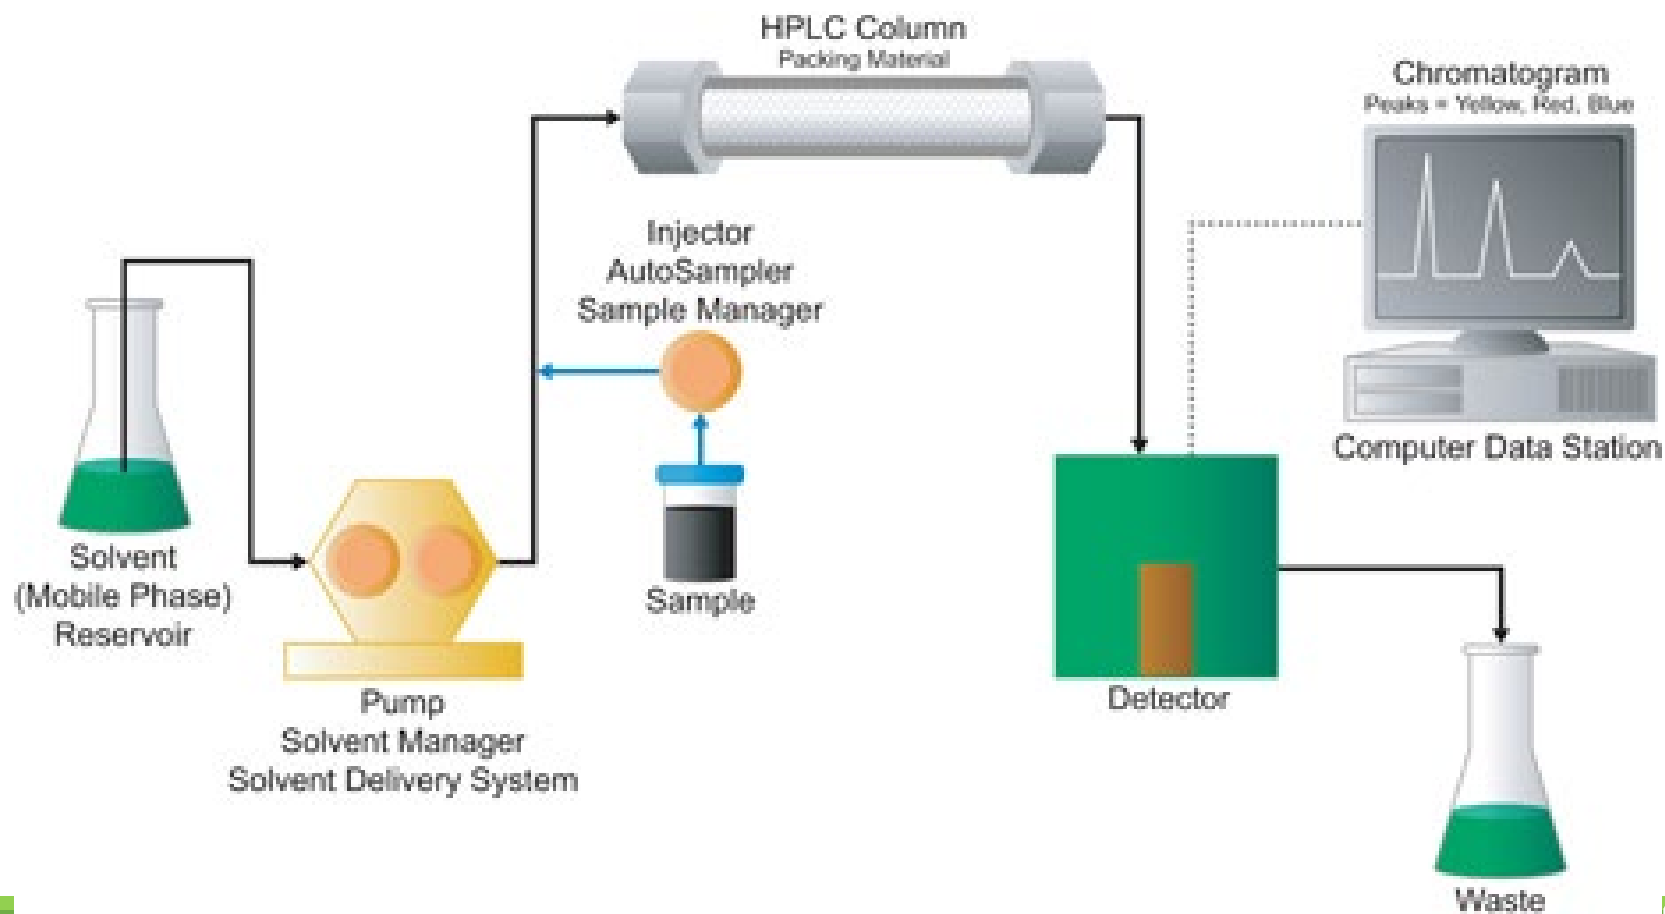 HPLC Column
Packing Material
Chromatogram
Peaks = Yellow, Red, Blue
Injector
AutoSampler
Sample Manager
Computer Data Station
Solvent
(Mobile Phase)
Reservoir
Sample
Pump
Solvent Manager
Solvent Delivery System
Detector
Waste